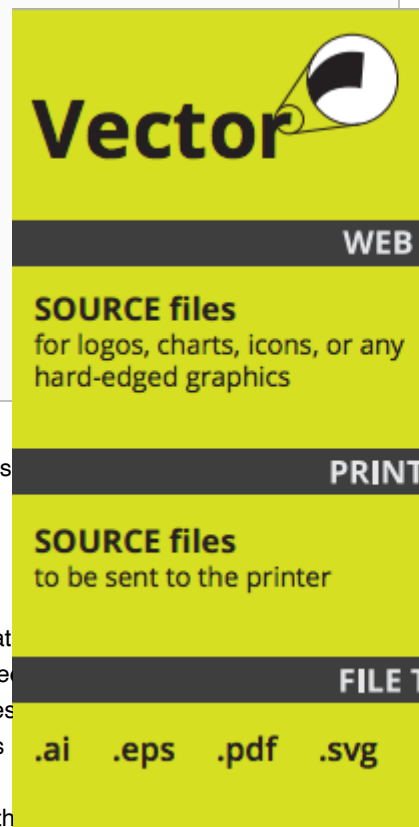 Vector
WEB
SOURCE files
for logos, charts, icons, or any
hard-edged graphics
PRINT
SOURCE files
to be sent to the printer
FILE T
.ai .eps .pdf .svg